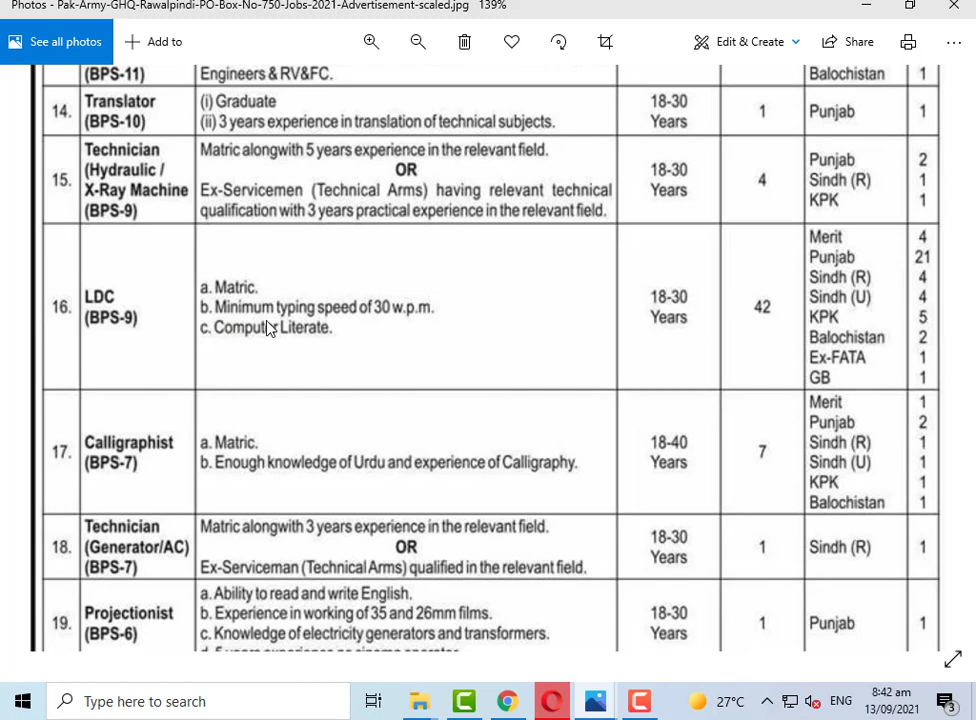 Photos - Pak-Army-GHQ-Rawalpindi-PO-Box-No-750-Jobs-2021-Advertisement-scaled.jpg 139%
See all photos
Add to
Edit & Create
Share
(BPS-11) Engineers & RV&FC. Balochistan 1
14. Translator (BPS-10)
(i) Graduate
(ii) 3 years experience in translation of technical subjects.
18-30 Years
1
Punjab 1
15. Technician (Hydraulic / X-Ray Machine (BPS-9)
Matric alongwith 5 years experience in the relevant field.
OR
Ex-Servicemen (Technical Arms) having relevant technical
qualification with 3 years practical experience in the relevant field.
18-30 Years
4
Punjab 2
Sindh (R) 1
KPK 1
16. LDC (BPS-9)
a. Matric.
b. Minimum typing speed of 30 w.p.m.
c. Computer Literate.
18-30 Years
42
Merit 4
Punjab 21
Sindh (R) 4
Sindh (U) 4
KPK 5
Balochistan 2
Ex-FATA 1
GB 1
17. Calligraphist (BPS-7)
a. Matric.
b. Enough knowledge of Urdu and experience of Calligraphy.
18-40 Years
7
Merit 1
Punjab 2
Sindh (R) 1
Sindh (U) 1
KPK 1
Balochistan 1
18. Technician (Generator/AC) (BPS-7)
Matric alongwith 3 years experience in the relevant field.
OR
Ex-Serviceman (Technical Arms) qualified in the relevant field.
18-30 Years
1
Sindh (R) 1
19. Projectionist (BPS-6)
a. Ability to read and write English.
b. Experience in working of 35 and 26mm films.
c. Knowledge of electricity generators and transformers.
18-30 Years
1
Punjab 1
Type here to search
27°C
ENG
8:42 am
13/09/2021
3